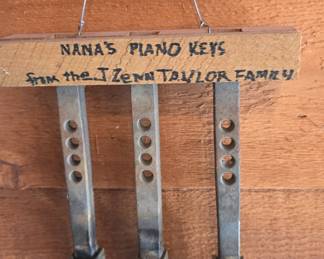 NANA'S PIANO KEYS
from the J Zenn TAYLOR FAMILY